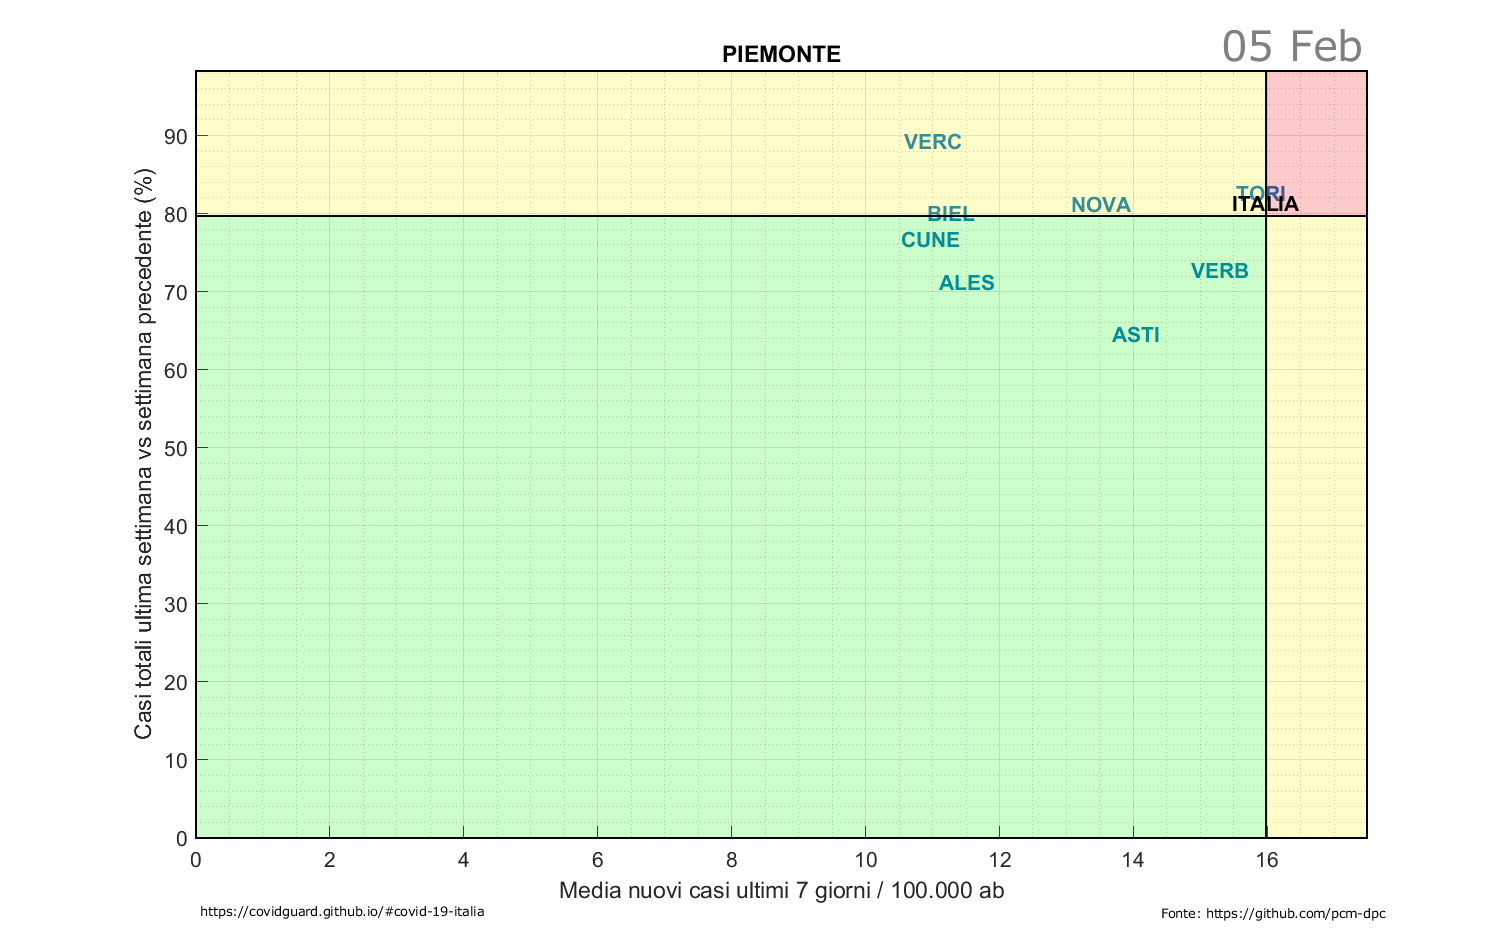 05 Feb
PIEMONTE
Casi totali ultima settimana vs settimana precedente (%)
90
80
70
60
50
40
30
20
10
0
VERC
TORI
ITALIA
NOVA
BIEL
CUNE
VERB
ALES
ASTI
0 2 4 6 8 10 12 14 16
Media nuovi casi ultimi 7 giorni / 100.000 ab
https://covidguard.github.io/#covid-19-italia
Fonte: https://github.com/pcm-dpc